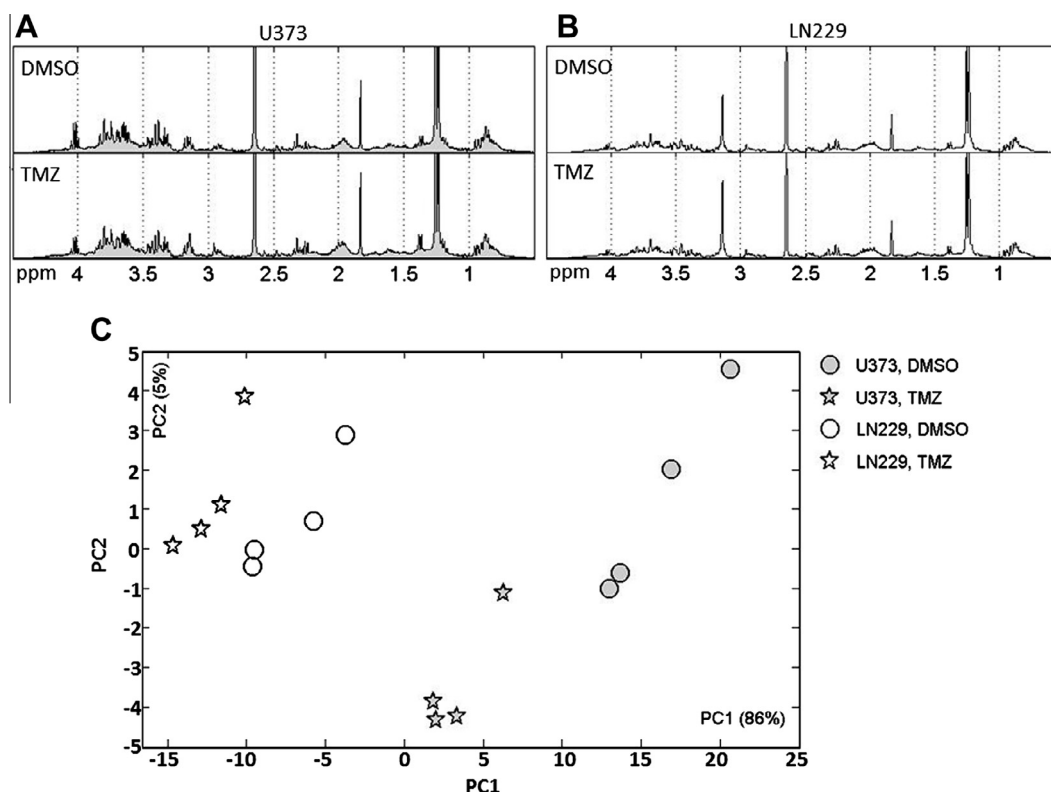 A
U373
DMSO
TMZ
ppm 4 3.5 3 2.5 2 1.5 1
B
LN229
DMSO
TMZ
ppm 4 3.5 3 2.5 2 1.5 1
C
5
4
3
2
1
0
-1
-2
-3
-4
-5
PC2
PC2 (5%)
PC1 (86%)
-15 -10 -5 0 5 10 15 20 25
PC1
U373, DMSO
U373, TMZ
LN229, DMSO
LN229, TMZ